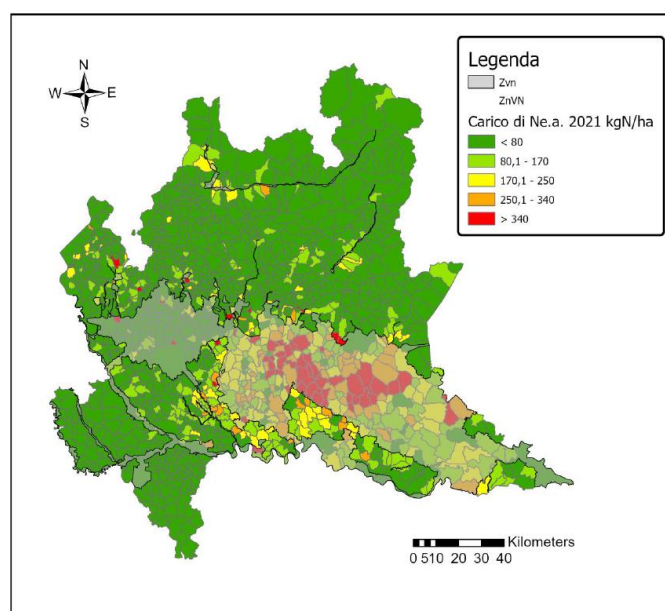 N
W E
S
Legenda
Zvn
ZnVN
Carico di Ne.a. 2021 kgN/ha
< 80
80,1 - 170
170,1 - 250
250,1 - 340
> 340
Kilometers
0 510 20 30 40